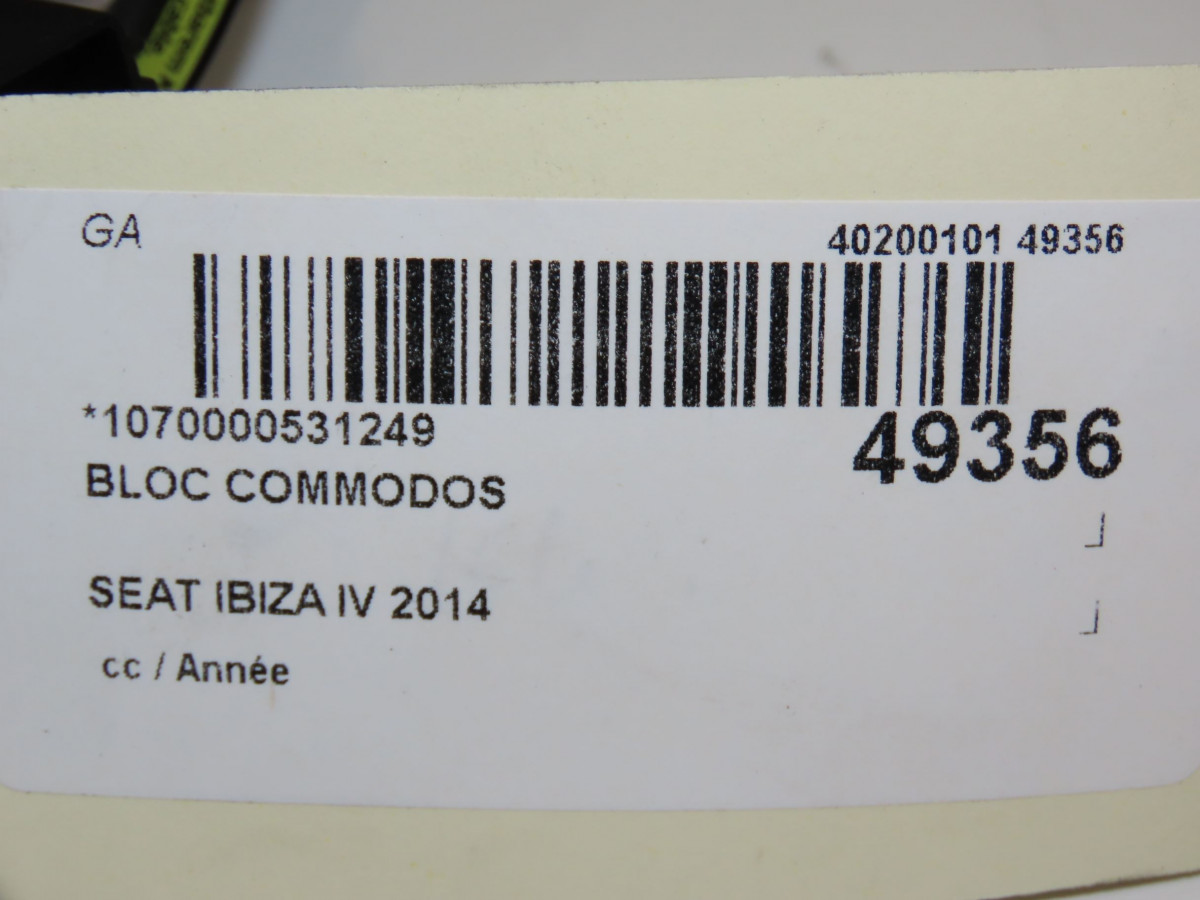 GA
40200101 49356
*1070000531249
49356
BLOC COMMODOS
SEAT IBIZA IV 2014
cc / Année